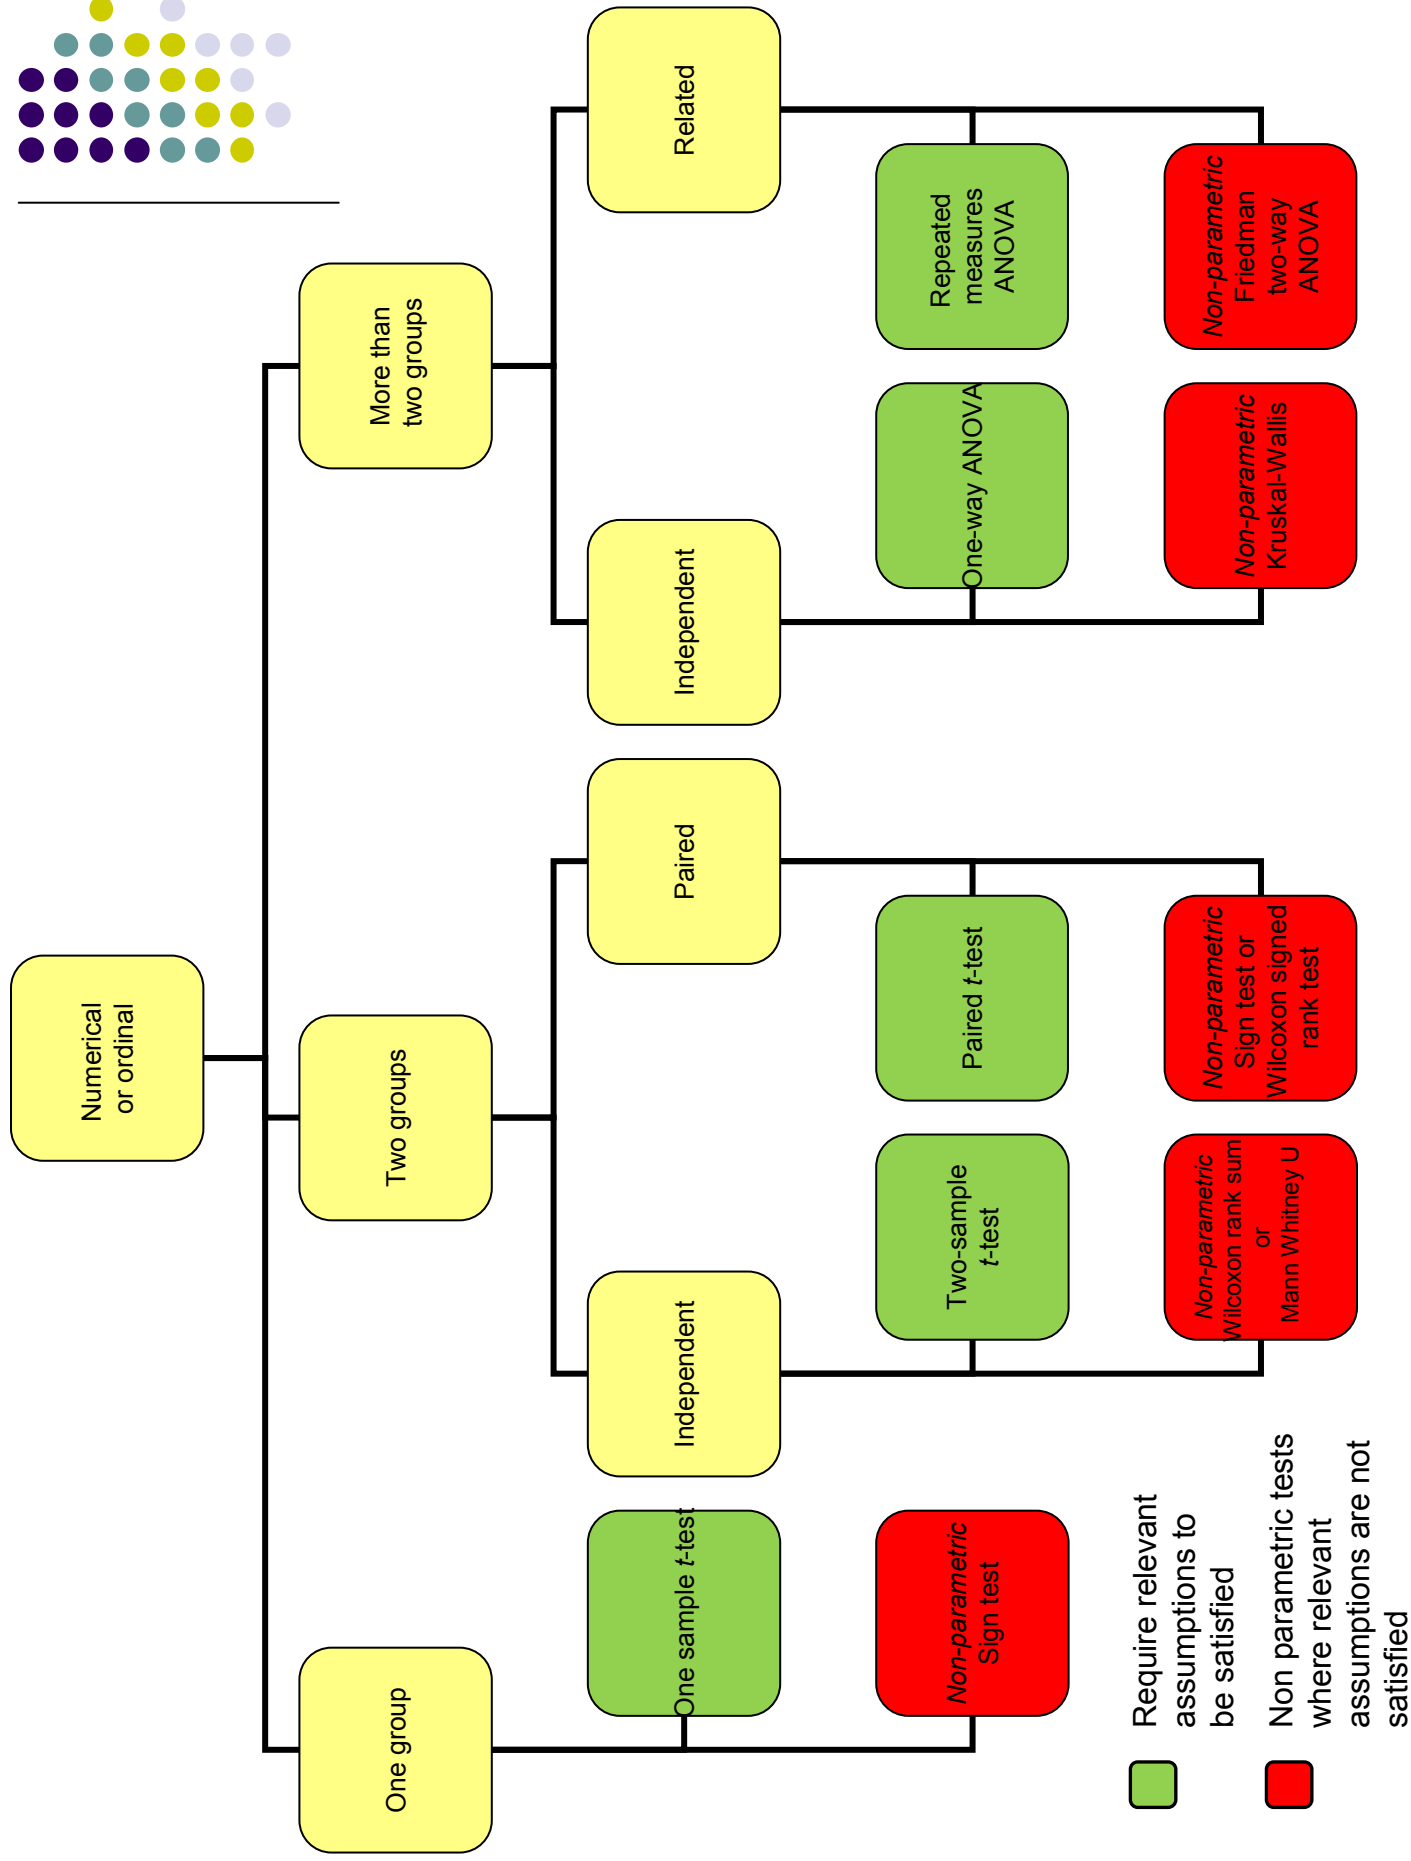 Numerical
or ordinal
One group
Two groups
More than
two groups
One sample t-test
Non-parametric
Sign test
Independent
Paired
Two-sample
t-test
Paired t-test
Non-parametric
Wilcoxon rank sum
or
Mann Whitney U
Non-parametric
Sign test or
Wilcoxon signed
rank test
Independent
Related
One-way ANOVA
Repeated
measures
ANOVA
Non-parametric
Kruskal-Wallis
Non-parametric
Friedman
two-way
ANOVA
Require relevant
assumptions to
be satisfied
Non parametric tests
where relevant
assumptions are not
satisfied